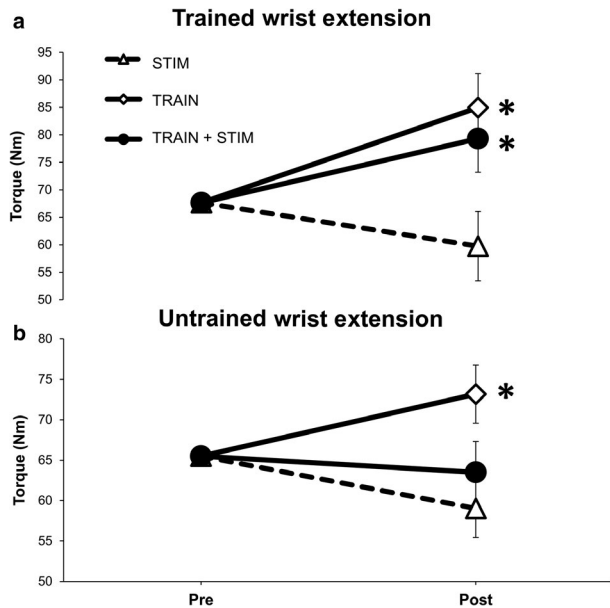 a
Trained wrist extension
95
90
85
80
75
70
65
60
55
50
Torque (Nm)
STIM
TRAIN
TRAIN + STIM
*
*
b
Untrained wrist extension
80
75
70
65
60
55
50
Torque (Nm)
*
Pre
Post